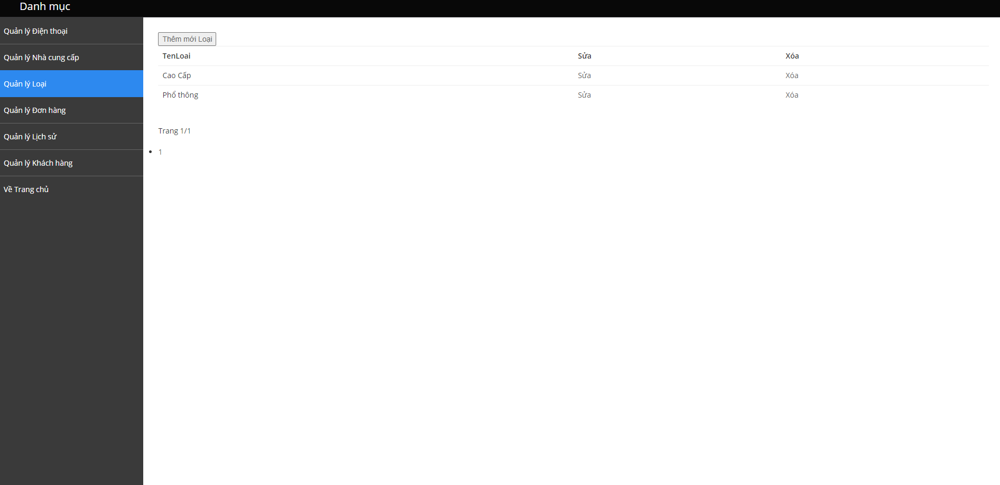 Danh mục
Quản lý Điện thoại
Quản lý Nhà cung cấp
Quản lý Loại
Quản lý Đơn hàng
Quản lý Lịch sử
Quản lý Khách hàng
Về Trang chủ
Thêm mới Loại
TenLoai Sửa Xóa
Cao Cấp Sửa Xóa
Phổ thông Sửa Xóa
Trang 1/1
1